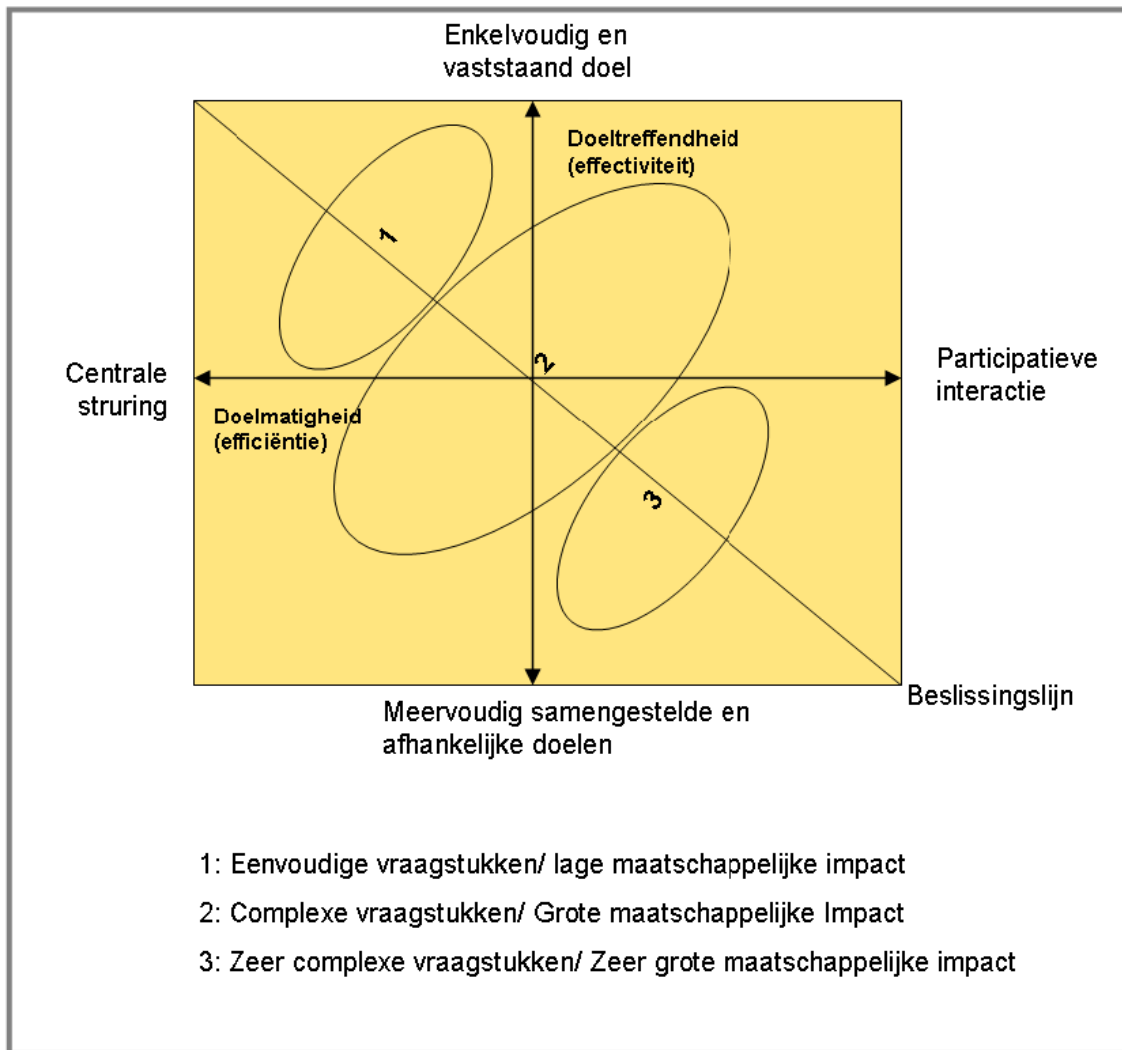 Enkelvoudig en
vaststaand doel
Doeltreffendheid
(effectiviteit)
1
2
Centrale
struring
Participatieve
interactie
Doelmatigheid
(efficiëntie)
3
Beslissingslijn
Meervoudig samengestelde en
afhankelijke doelen
1: Eenvoudige vraagstukken/ lage maatschappelijke impact
2: Complexe vraagstukken/ Grote maatschappelijke Impact
3: Zeer complexe vraagstukken/ Zeer grote maatschappelijke impact